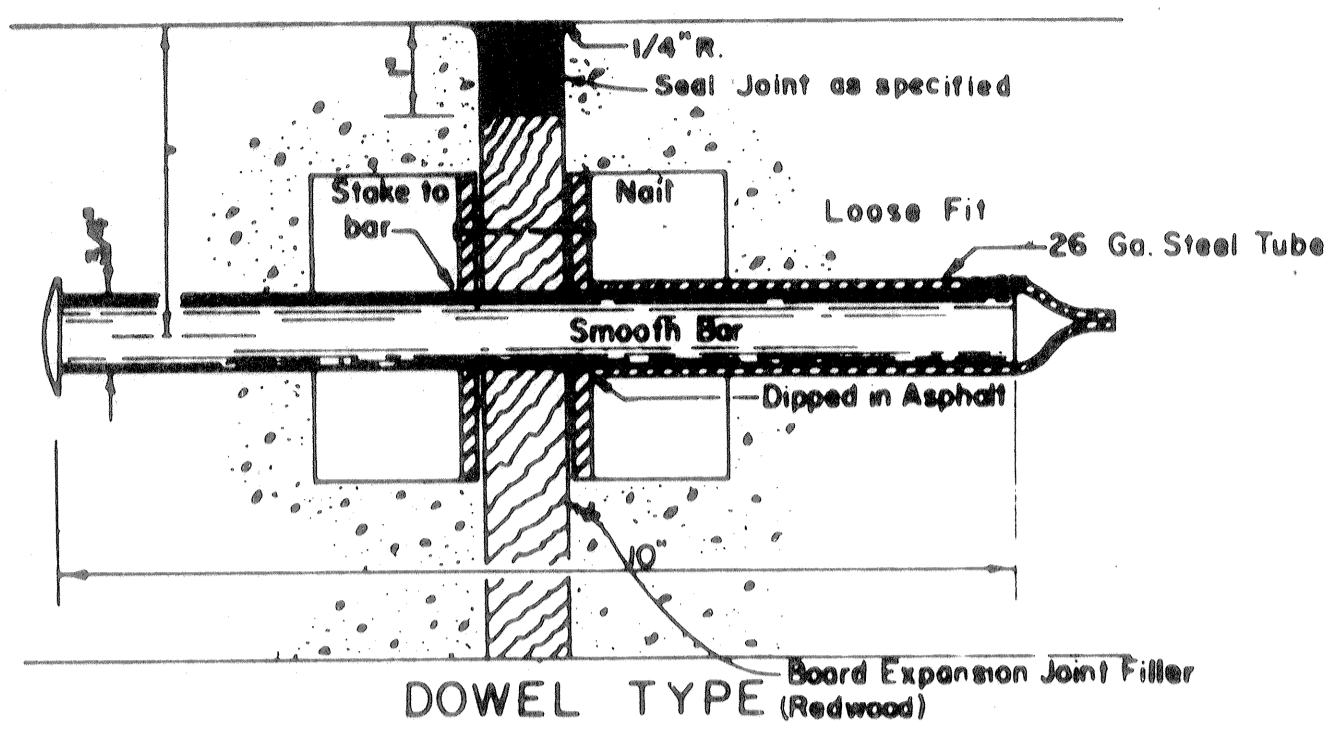 1/4" R.
Seal Joint as specified
Stake to
bar
Nail
Loose Fit
26 Ga. Steel Tube
Smooth Bar
Dipped in Asphalt
10"
Board Expansion Joint Filler
(Redwood)
DOWEL TYPE